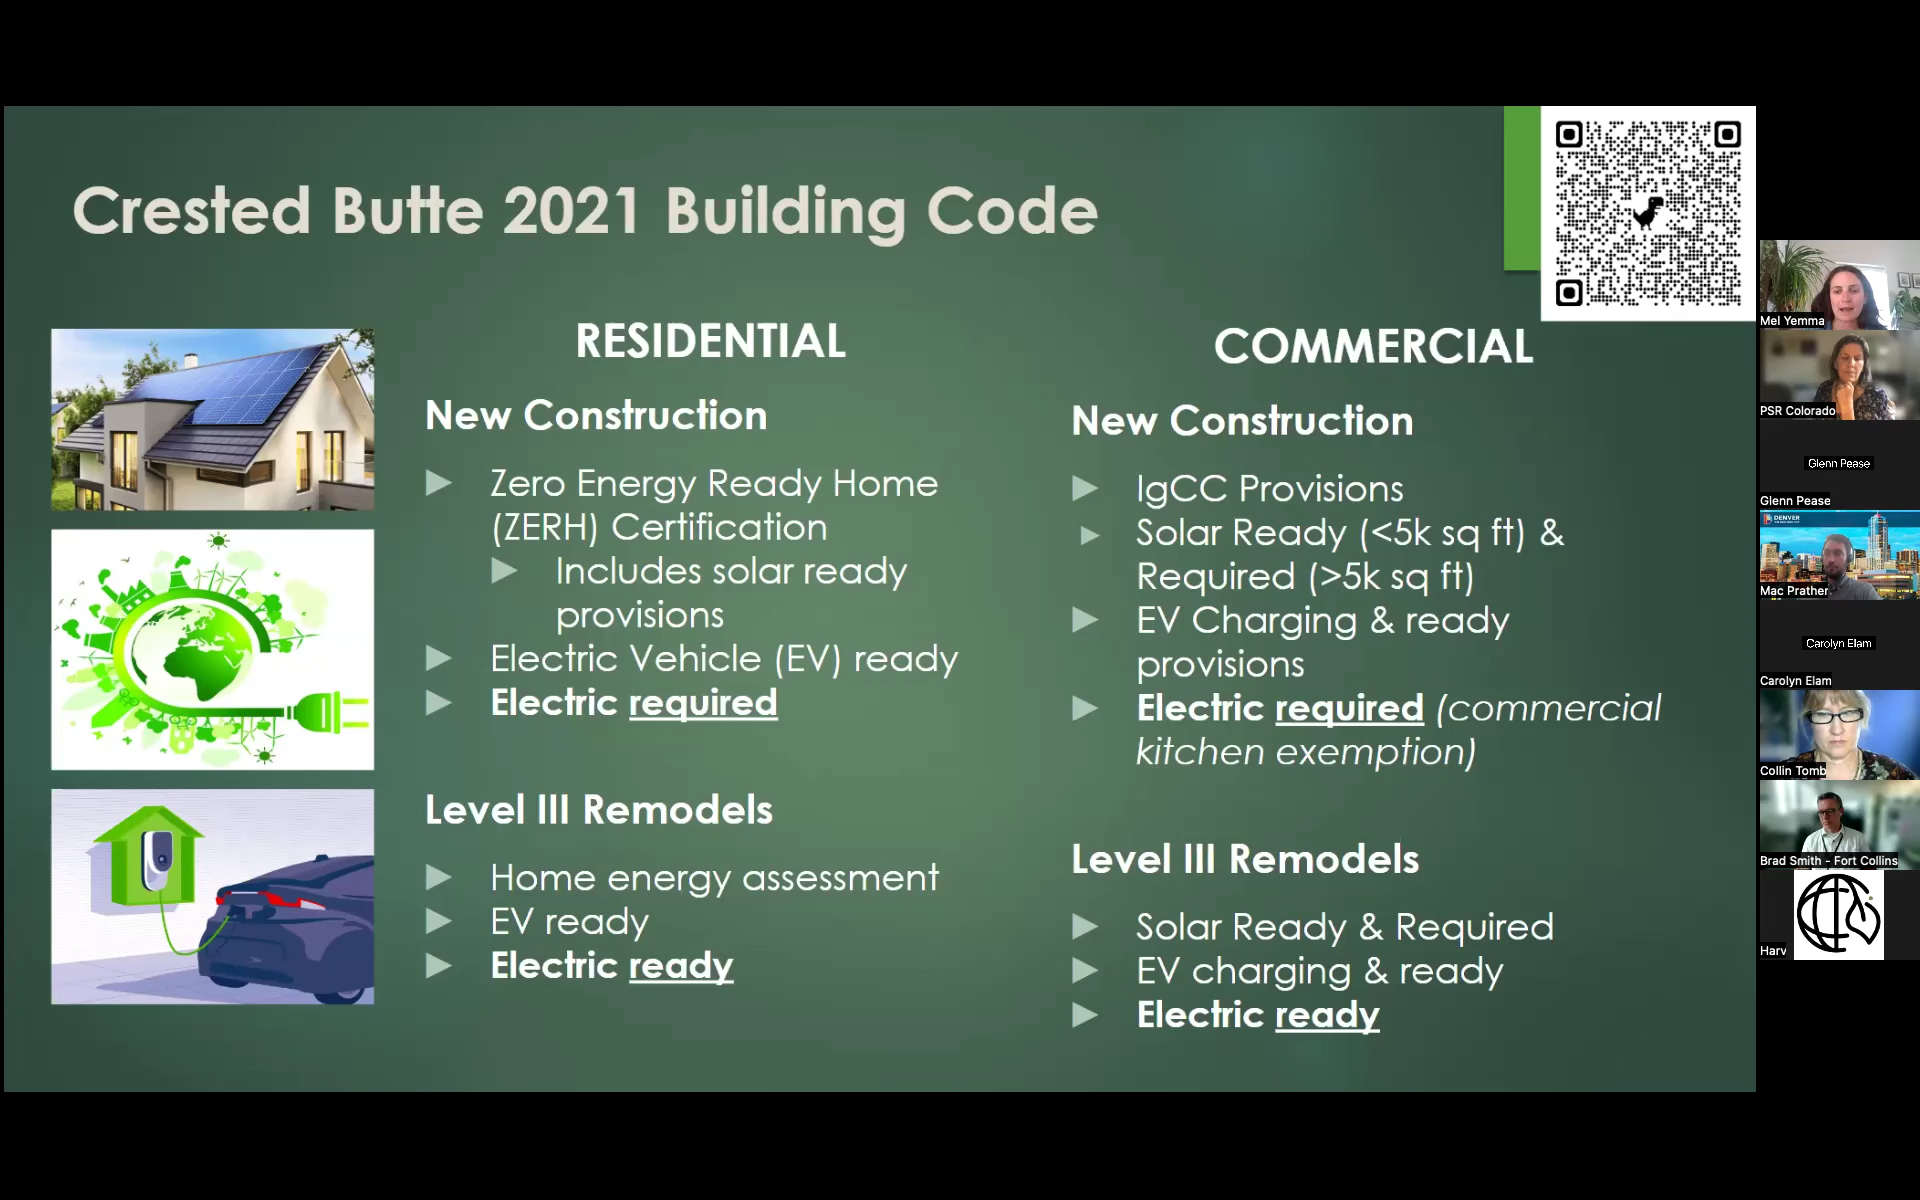 Crested Butte 2021 Building Code
RESIDENTIAL
New Construction
Zero Energy Ready Home
(ZERH) Certification
Includes solar ready
provisions
Electric Vehicle (EV) ready
Electric required
Level III Remodels
Home energy assessment
EV ready
Electric ready
COMMERCIAL
New Construction
IgCC Provisions
Solar Ready (<5k sq ft) &
Required (>5k sq ft)
EV Charging & ready
provisions
Electric required (commercial
kitchen exemption)
Level III Remodels
Solar Ready & Required
EV charging & ready
Electric ready
Mel Yemma
PSR Colorado
Glenn Pease
Glenn Pease
DENVER
Mac Prather
Carolyn Elam
Carolyn Elam
Collin Tomb
Brad Smith - Fort Collins
Harv